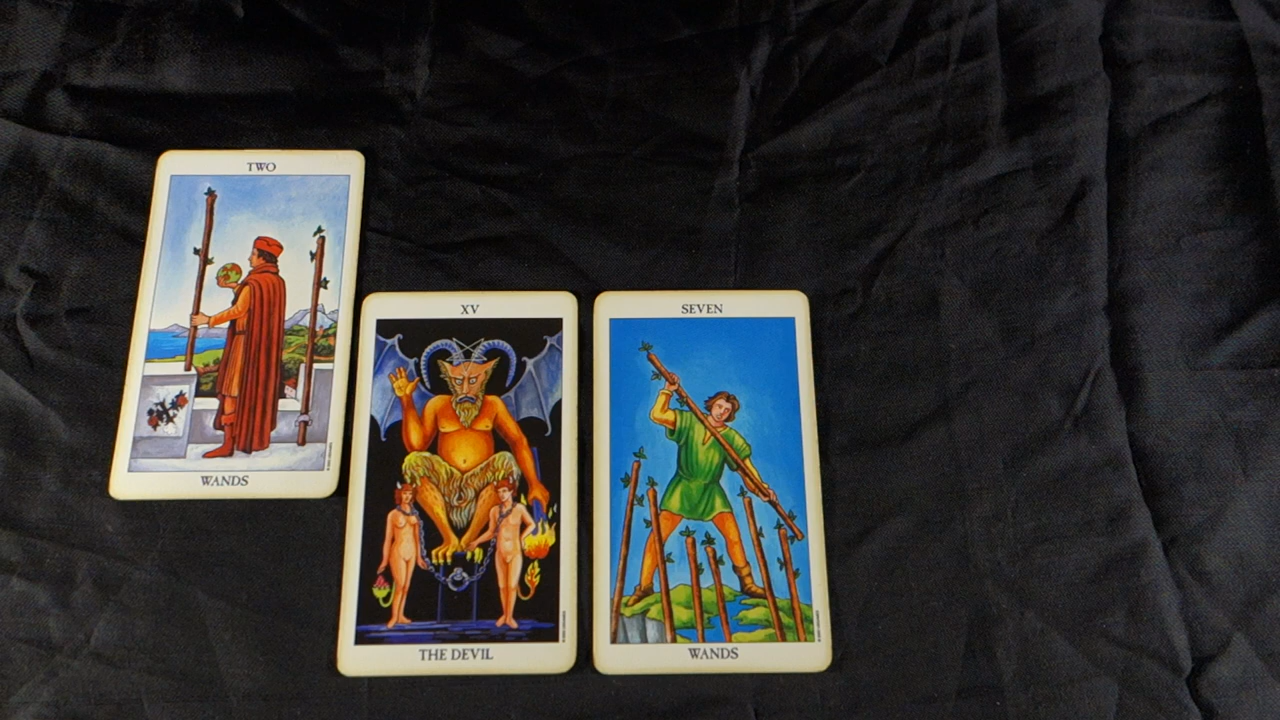 TWO
WANDS
XV
THE DEVIL
SEVEN
WANDS